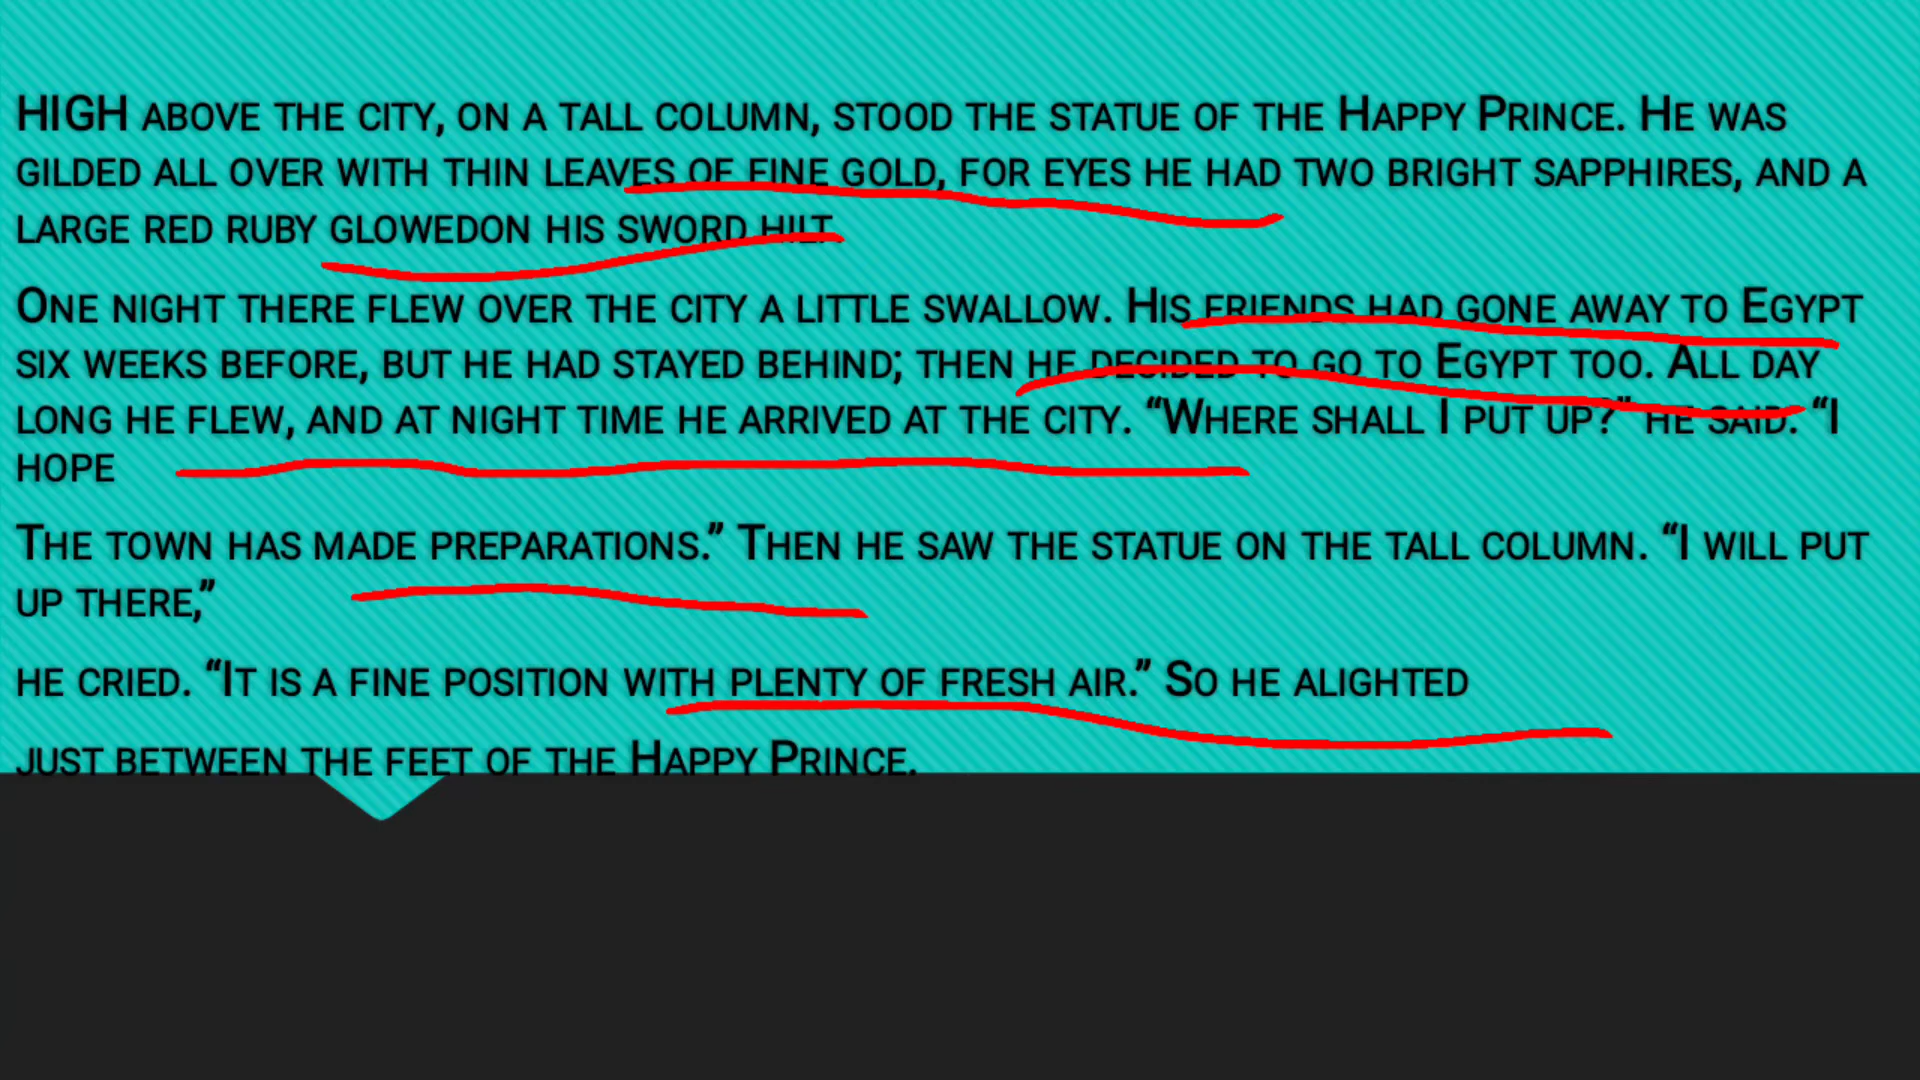 HIGH ABOVE THE CITY, ON A TALL COLUMN, STOOD THE STATUE OF THE HAPPY PRINCE. HE WAS
GILDED ALL OVER WITH THIN LEAVES OF FINE GOLD, FOR EYES HE HAD TWO BRIGHT SAPPHIRES, AND A
LARGE RED RUBY GLOWEDON HIS SWORD HILT.
ONE NIGHT THERE FLEW OVER THE CITY A LITTLE SWALLOW. HIS FRIENDS HAD GONE AWAY TO EGYPT
SIX WEEKS BEFORE, BUT HE HAD STAYED BEHIND; THEN HE DECIDED TO GO TO EGYPT TOO. ALL DAY
LONG HE FLEW, AND AT NIGHT TIME HE ARRIVED AT THE CITY. “WHERE SHALL I PUT UP?” HE SAID. “I
HOPE
THE TOWN HAS MADE PREPARATIONS.” THEN HE SAW THE STATUE ON THE TALL COLUMN. “I WILL PUT
UP THERE,”
HE CRIED. “IT IS A FINE POSITION WITH PLENTY OF FRESH AIR.” SO HE ALIGHTED
JUST BETWEEN THE FEET OF THE HAPPY PRINCE.